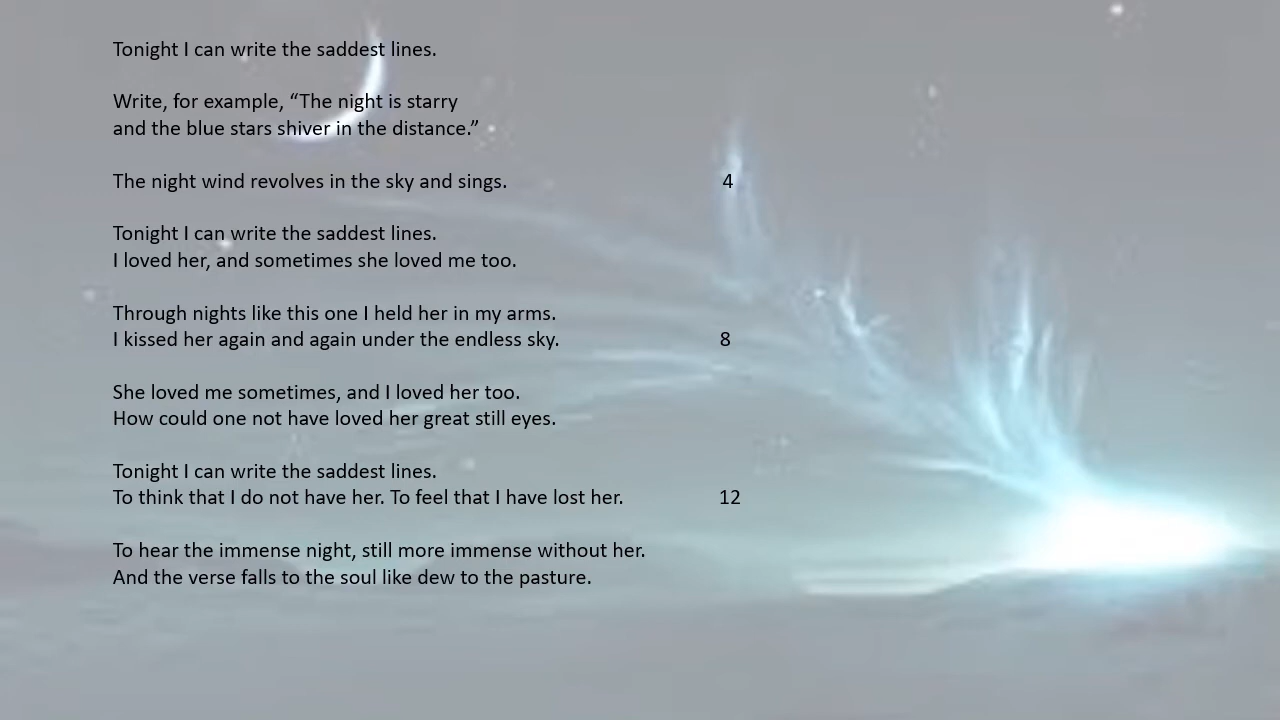 Tonight I can write the saddest lines.
Write, for example, “The night is starry
and the blue stars shiver in the distance.”
The night wind revolves in the sky and sings. 4
Tonight I can write the saddest lines.
I loved her, and sometimes she loved me too.
Through nights like this one I held her in my arms.
I kissed her again and again under the endless sky. 8
She loved me sometimes, and I loved her too.
How could one not have loved her great still eyes.
Tonight I can write the saddest lines.
To think that I do not have her. To feel that I have lost her. 12
To hear the immense night, still more immense without her.
And the verse falls to the soul like dew to the pasture.